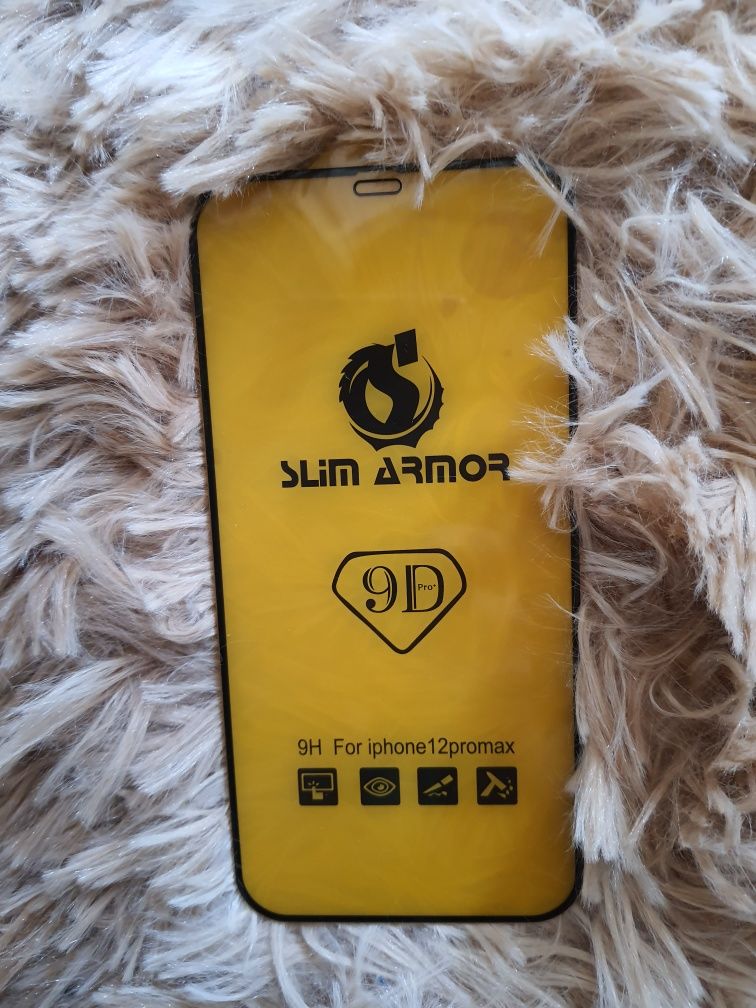 SLiM ARMOR
9D Pro+
9H For iphone12promax